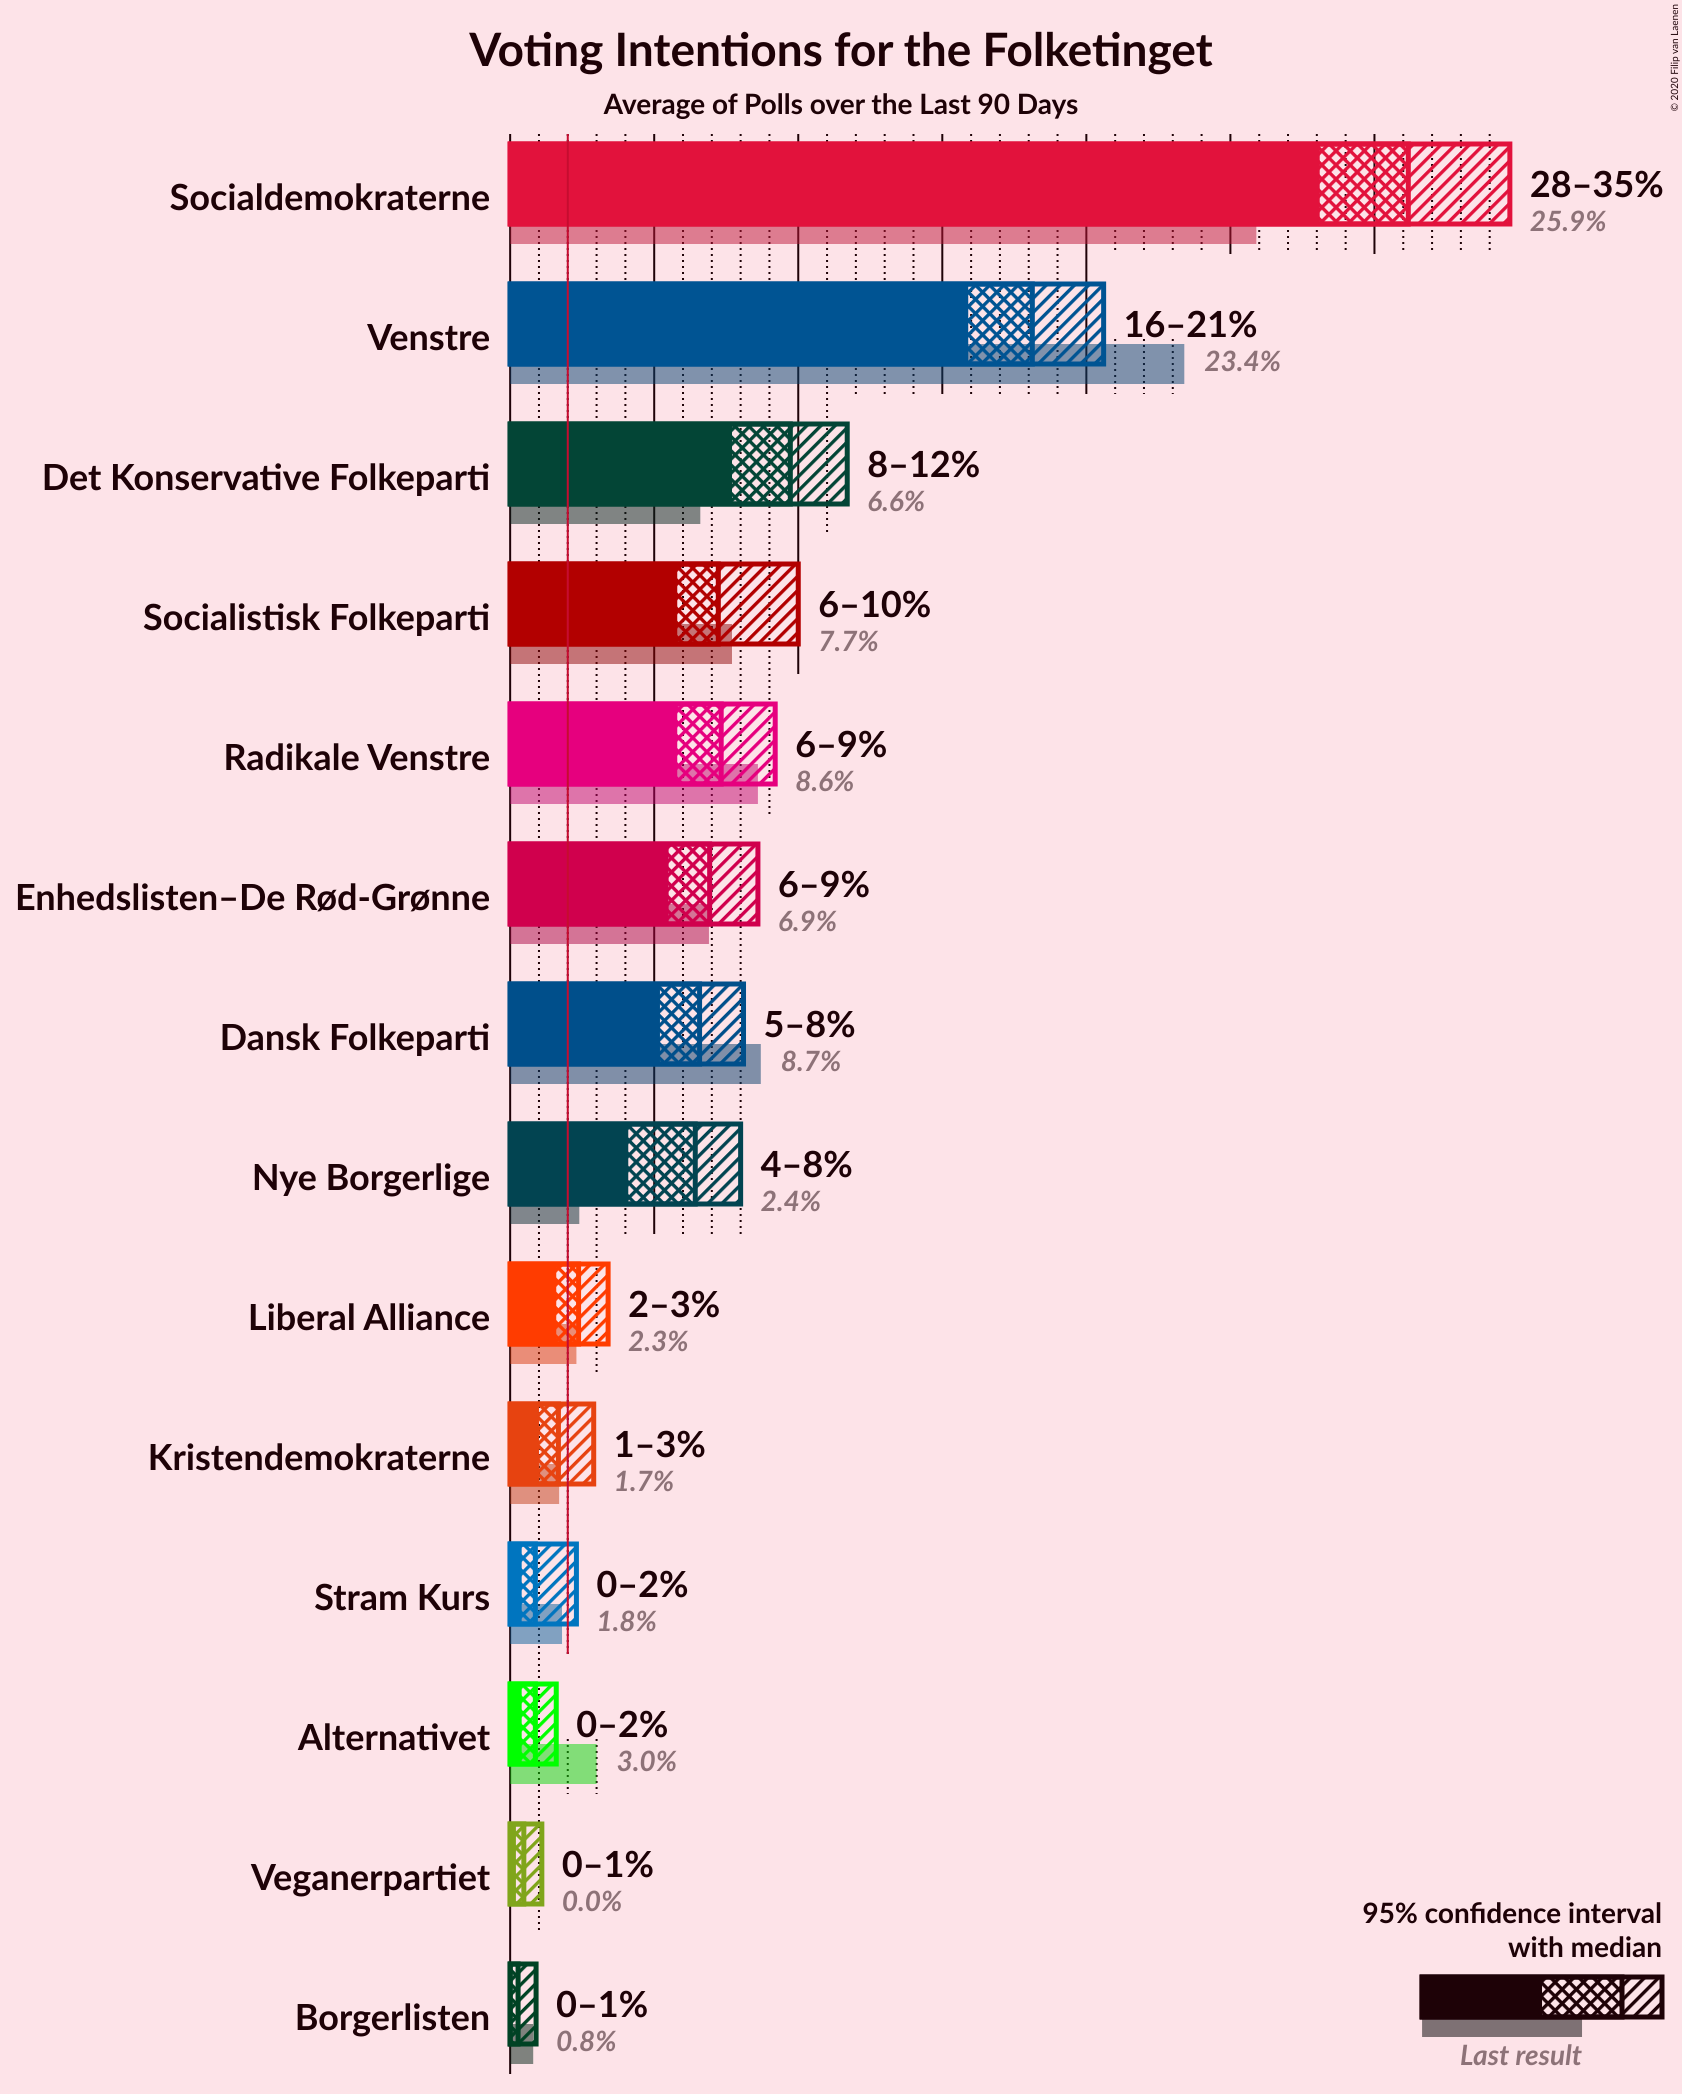 © 2020 Filip van Laenen
Voting Intentions for the Folketinget
Average of Polls over the Last 90 Days
Socialdemokraterne
28–35%
25.9%
Venstre
16–21%
23.4%
Det Konservative Folkeparti
8–12%
6.6%
Socialistisk Folkeparti
6–10%
7.7%
Radikale Venstre
6–9%
8.6%
Enhedslisten–De Rød-Grønne
6–9%
6.9%
Dansk Folkeparti
5–8%
8.7%
Nye Borgerlige
4–8%
2.4%
Liberal Alliance
2–3%
2.3%
Kristendemokraterne
1–3%
1.7%
Stram Kurs
0–2%
1.8%
Alternativet
0–2%
3.0%
Veganerpartiet
0–1%
0.0%
Borgerlisten
0–1%
0.8%
95% confidence interval
with median
Last result